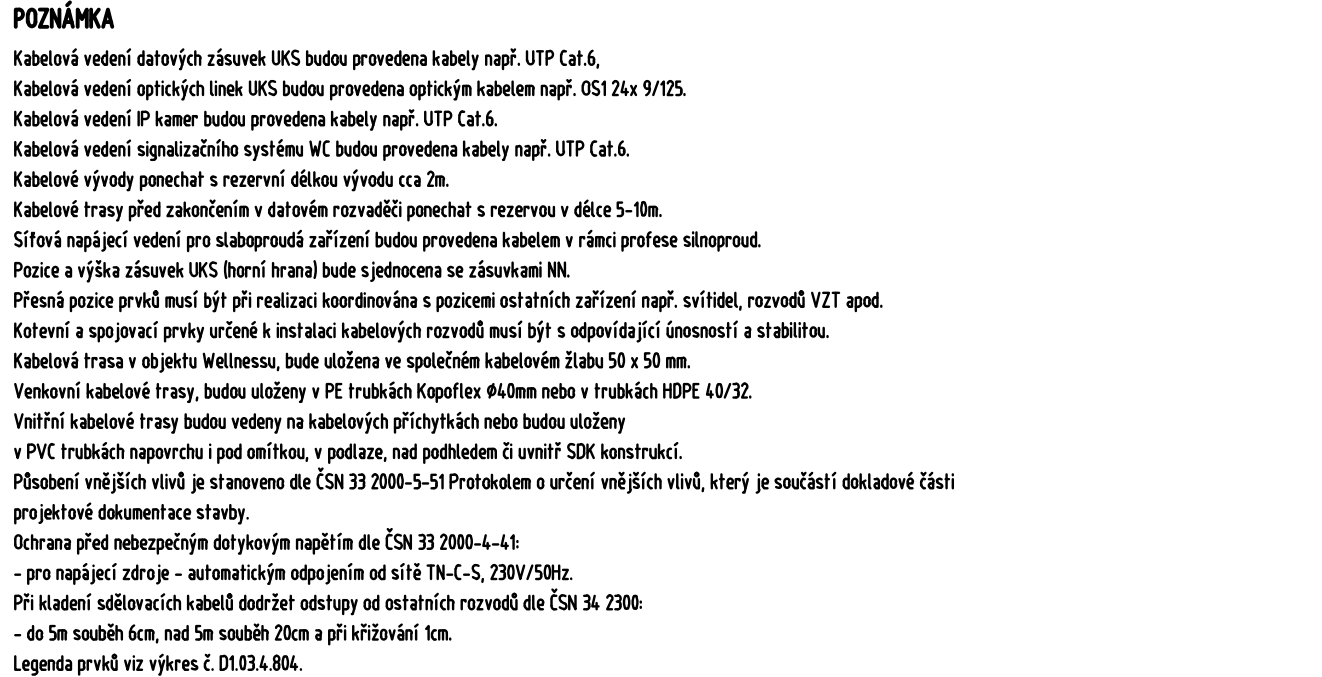 POZNÁMKA
Kabelová vedení datových zásuvek UKS budou provedena kabely např. UTP Cat.6,
Kabelová vedení optických linek UKS budou provedena optickým kabelem např. OS1 24x 9/125.
Kabelová vedení IP kamer budou provedena kabely např. UTP Cat.6.
Kabelová vedení signalizačního systému WC budou provedena kabely např. UTP Cat.6.
Kabelové vývody ponechat s rezervní délkou vývodu cca 2m.
Kabelové trasy před zakončením v datovém rozvaděči ponechat s rezervou v délce 5-10m.
Síťová napájecí vedení pro slaboproudá zařízení budou provedena kabelem v rámci profese silnoproud.
Pozice a výška zásuvek UKS (horní hrana) bude sjednocena se zásuvkami NN.
Přesná pozice prvků musí být při realizaci koordinována s pozicemi ostatních zařízení např. svítidel, rozvodů VZT apod.
Kotevní a spojovací prvky určené k instalaci kabelových rozvodů musí být s odpovídající únosností a stabilitou.
Kabelová trasa v objektu Wellnessu, bude uložena ve společném kabelovém žlabu 50 x 50 mm.
Venkovní kabelové trasy, budou uloženy v PE trubkách Kopoflex Ø40mm nebo v trubkách HDPE 40/32.
Vnitřní kabelové trasy budou vedeny na kabelových příchytkách nebo budou uloženy
v PVC trubkách napovrchu i pod omítkou, v podlaze, nad podhledem či uvnitř SDK konstrukcí.
Působení vnějších vlivů je stanoveno dle ČSN 33 2000-5-51 Protokolem o určení vnějších vlivů, který je součástí dokladové části
projektové dokumentace stavby.
Ochrana před nebezpečným dotykovým napětím dle ČSN 33 2000-4-41:
- pro napájecí zdroje - automatickým odpojením od sítě TN-C-S, 230V/50Hz.
Při kladení sdělovacích kabelů dodržet odstupy od ostatních rozvodů dle ČSN 34 2300:
- do 5m souběh 6cm, nad 5m souběh 20cm a při křižování 1cm.
Legenda prvků viz výkres č. D1.03.4.804.